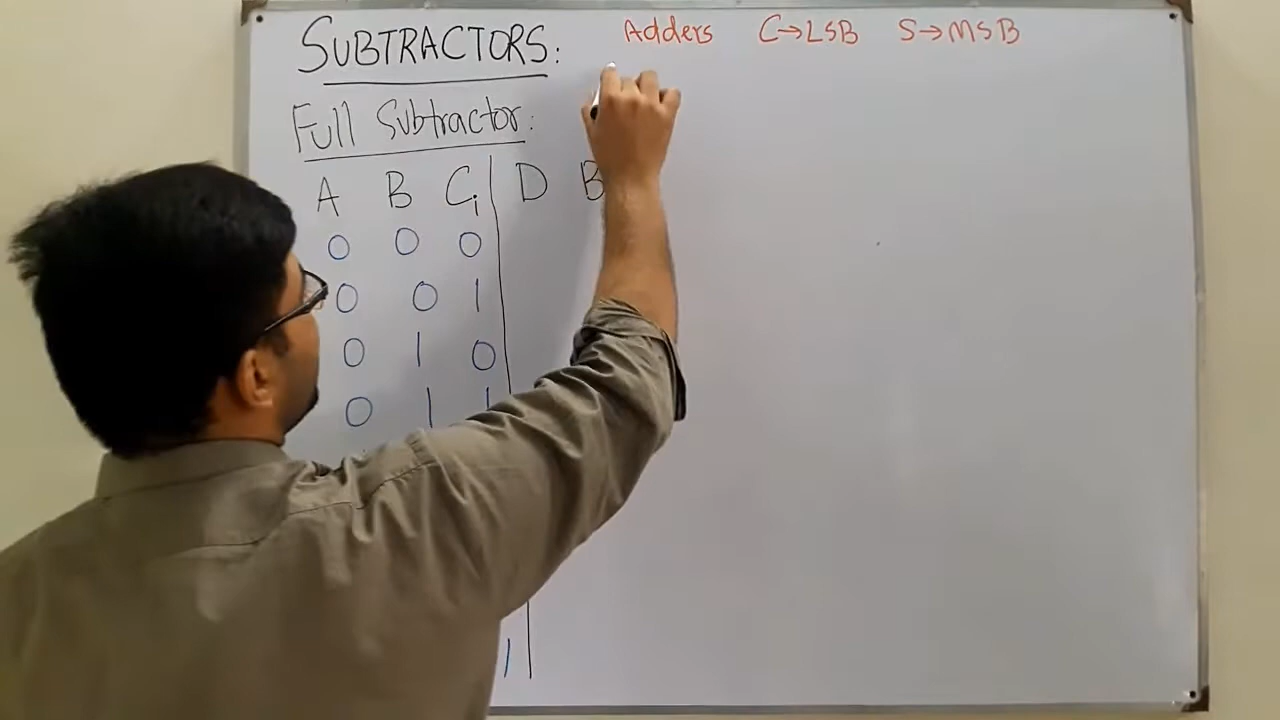 SUBTRACTORS: Adders C→LSB S→MSB
Full Subtractor:
A B Ci D B
0 0 0
0 0 1
0 1 0
0 1 1
1